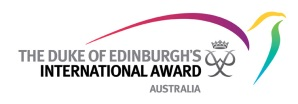 THE DUKE OF EDINBURGH'S
INTERNATIONAL AWARD
AUSTRALIA